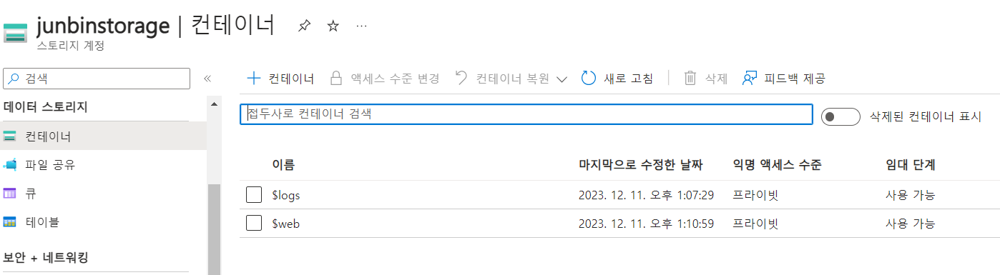 junbinstorage | 컨테이너
스토리지 계정
검색
데이터 스토리지
컨테이너
파일 공유
큐
테이블
보안 + 네트워킹
컨테이너 액세스 수준 변경 컨테이너 복원 새로 고침 삭제 피드백 제공
접두사로 컨테이너 검색 삭제된 컨테이너 표시
이름 마지막으로 수정한 날짜 익명 액세스 수준 임대 단계
$logs 2023. 12. 11. 오후 1:07:29 프라이빗 사용 가능
$web 2023. 12. 11. 오후 1:10:59 프라이빗 사용 가능